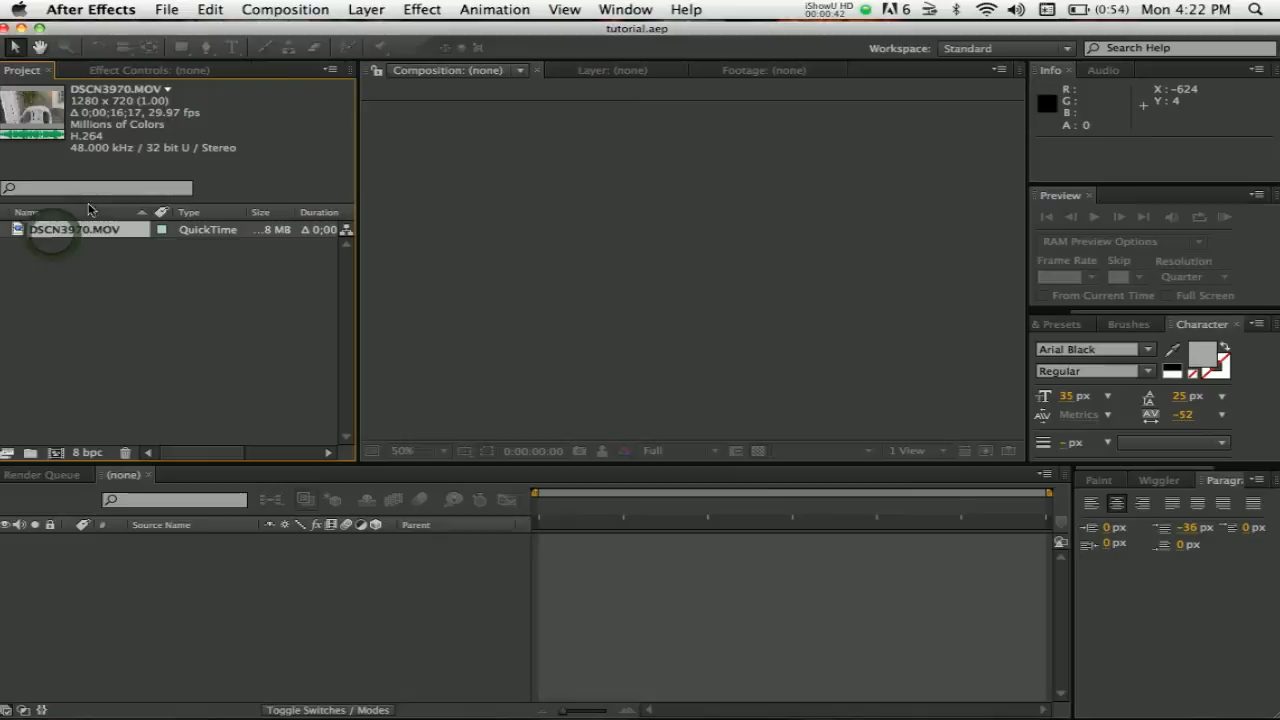 After Effects File Edit Composition Layer Effect Animation View Window Help iShowU HD 00:00:42 6 (0:54) Mon 4:22 PM
tutorial.aep
Workspace: Standard Search Help
Project Effect Controls: (none) Composition: (none) Layer: (none) Footage: (none) Info Audio
DSCN3970.MOV
1280 x 720 (1.00)
Δ 0;00;16;17, 29.97 fps
Millions of Colors
H.264
48.000 kHz / 32 bit U / Stereo
R: X: -624
G: Y: 4
B:
A: 0
Preview
RAM Preview Options
Frame Rate Skip Resolution
Quarter
From Current Time Full Screen
Name Type Size Duration
DSCN3970.MOV QuickTime ...8 MB Δ 0;00
& Presets Brushes Character
Arial Black
Regular
35 px 25 px
Metrics -52
- px
8 bpc 50% 0:00:00:00 Full 1 View
Render Queue (none)
# Source Name Parent
Paint Wiggler Paragra
0 px -36 px 0 px
0 px 0 px
Toggle Switches / Modes